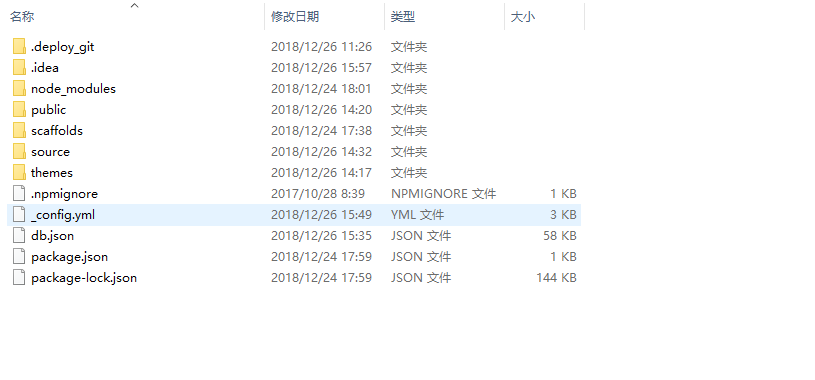 名称 修改日期 类型 大小
.deploy_git 2018/12/26 11:26 文件夹
.idea 2018/12/26 15:57 文件夹
node_modules 2018/12/24 18:01 文件夹
public 2018/12/26 14:20 文件夹
scaffolds 2018/12/24 17:38 文件夹
source 2018/12/26 14:32 文件夹
themes 2018/12/26 14:17 文件夹
.npmignore 2017/10/28 8:39 NPMIGNORE 文件 1 KB
_config.yml 2018/12/26 15:49 YML 文件 3 KB
db.json 2018/12/26 15:35 JSON 文件 58 KB
package.json 2018/12/24 17:59 JSON 文件 1 KB
package-lock.json 2018/12/24 17:59 JSON 文件 144 KB